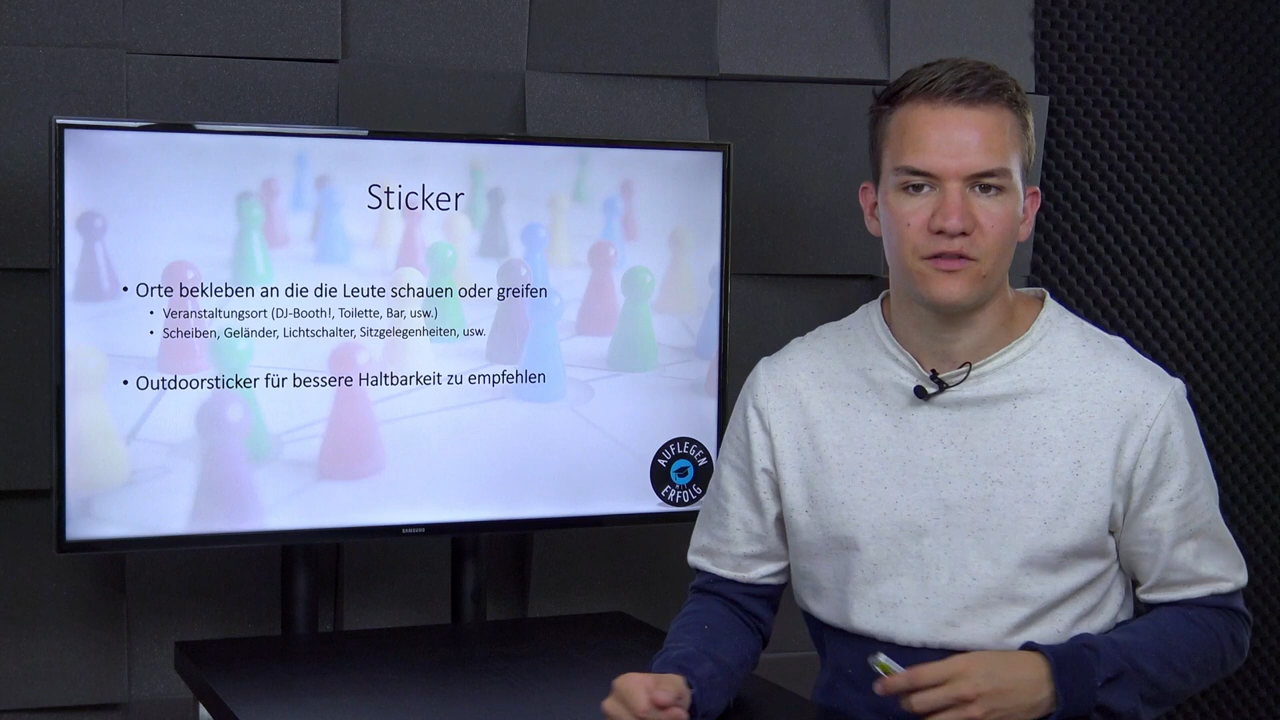 Sticker
• Orte bekleben an die die Leute schauen oder greifen
• Veranstaltungsort (DJ-Booth!, Toilette, Bar, usw.)
• Scheiben, Geländer, Lichtschalter, Sitzgelegenheiten, usw.
• Outdoorsticker für bessere Haltbarkeit zu empfehlen
AUFLEGEN
MIT
ERFOLG
SAMSUNG